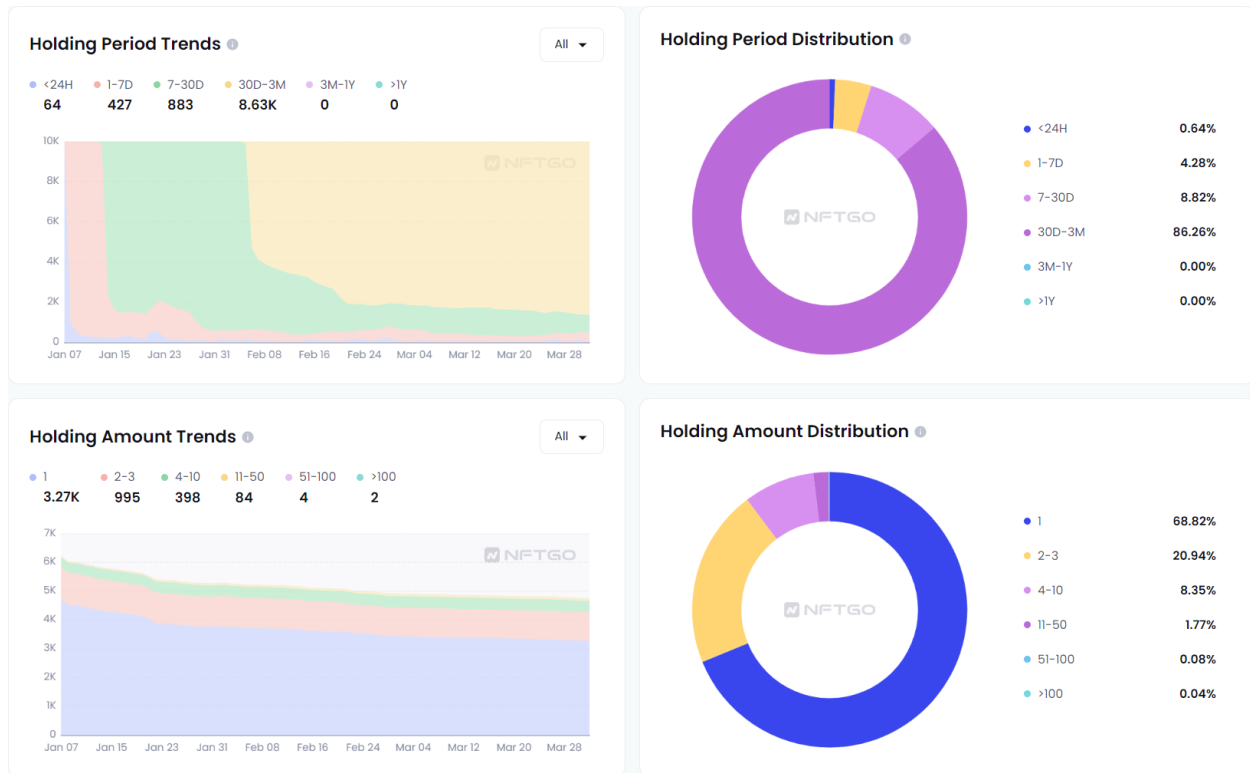 Holding Period Trends
All
<24H 1-7D 7-30D 30D-3M 3M-1Y >1Y
64 427 883 8.63K 0 0
NFTGO
10K
8K
6K
4K
2K
0
Jan 07 Jan 15 Jan 23 Jan 31 Feb 08 Feb 16 Feb 24 Mar 04 Mar 12 Mar 20 Mar 28
Holding Period Distribution
NFTGO
<24H 0.64%
1-7D 4.28%
7-30D 8.82%
30D-3M 86.26%
3M-1Y 0.00%
>1Y 0.00%
Holding Amount Trends
All
1 2-3 4-10 11-50 51-100 >100
3.27K 995 398 84 4 2
NFTGO
7K
6K
5K
4K
3K
2K
1K
0
Jan 07 Jan 15 Jan 23 Jan 31 Feb 08 Feb 16 Feb 24 Mar 04 Mar 12 Mar 20 Mar 28
Holding Amount Distribution
NFTGO
1 68.82%
2-3 20.94%
4-10 8.35%
11-50 1.77%
51-100 0.08%
>100 0.04%